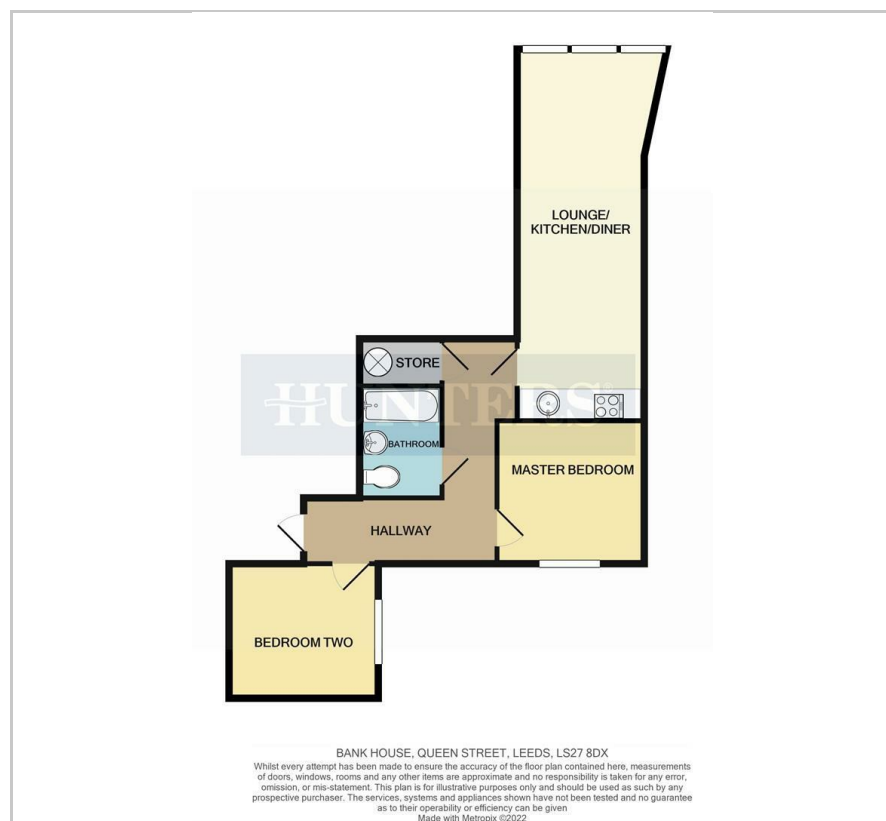 LOUNGE/
KITCHEN/DINER
STORE
HUNTERS®
BATHROOM
MASTER BEDROOM
HALLWAY
BEDROOM TWO
BANK HOUSE, QUEEN STREET, LEEDS, LS27 8DX
Whilst every attempt has been made to ensure the accuracy of the floor plan contained here, measurements
of doors, windows, rooms and any other items are approximate and no responsibility is taken for any error,
omission, or mis-statement. This plan is for illustrative purposes only and should be used as such by any
prospective purchaser. The services, systems and appliances shown have not been tested and no guarantee
as to their operability or efficiency can be given
Made with Metropix ©2022